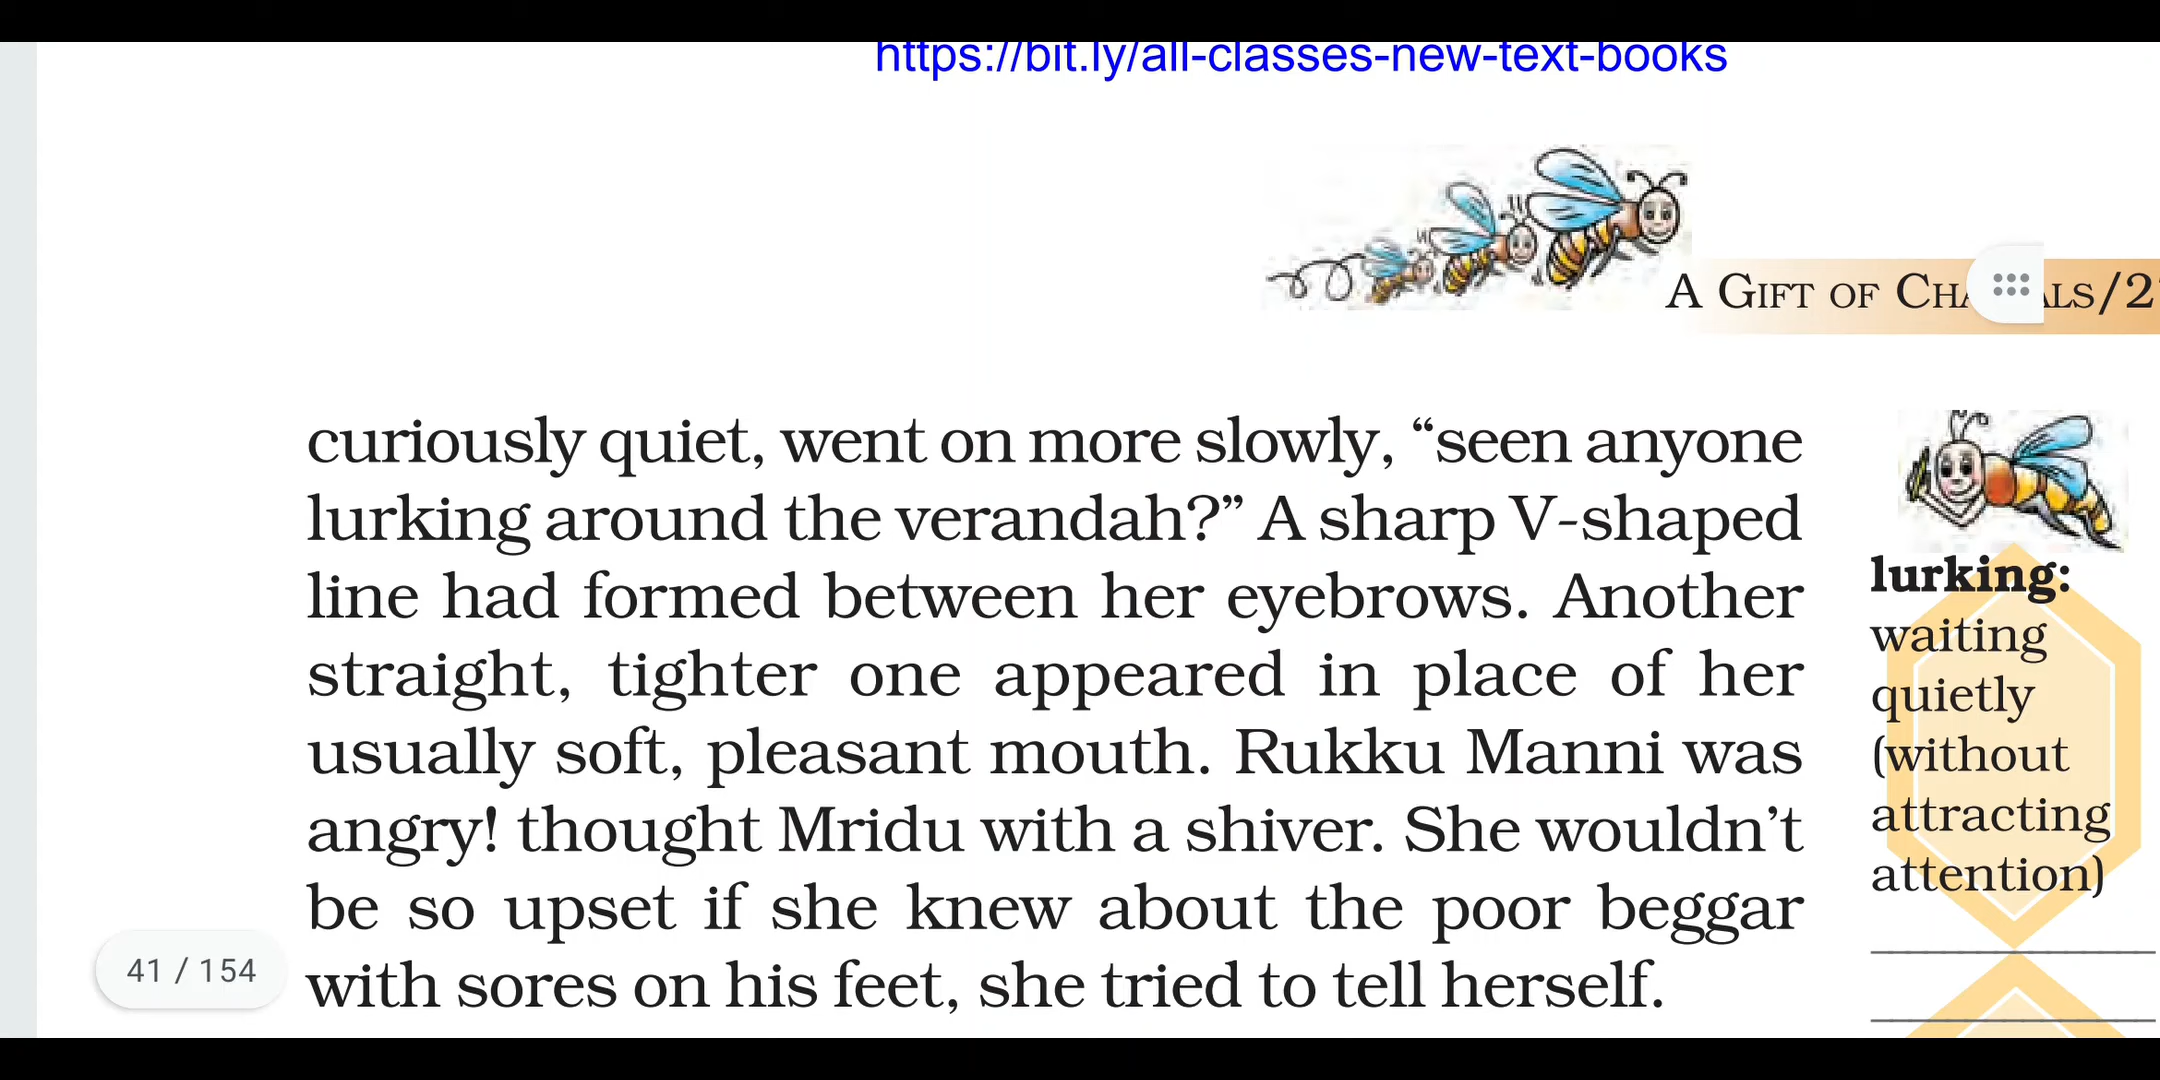 https://bit.ly/all-classes-new-text-books
A GIFT OF
curiously quiet, went on more slowly, “seen anyone
lurking around the verandah?” A sharp V-shaped
line had formed between her eyebrows. Another
straight, tighter one appeared in place of her
usually soft, pleasant mouth. Rukku Manni was
angry! thought Mridu with a shiver. She wouldn’t
be so upset if she knew about the poor beggar
with sores on his feet, she tried to tell herself.
lurking:
waiting
quietly
(without
attracting
attention)
41 / 154